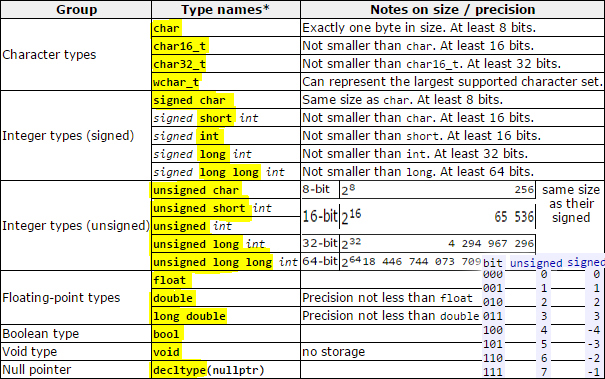 Group Type names* Notes on size / precision
Character types
char Exactly one byte in size. At least 8 bits.
char16_t Not smaller than char. At least 16 bits.
char32_t Not smaller than char16_t. At least 32 bits.
wchar_t Can represent the largest supported character set.
Integer types (signed)
signed char Same size as char. At least 8 bits.
signed short int Not smaller than char. At least 16 bits.
signed int Not smaller than short. At least 16 bits.
signed long int Not smaller than int. At least 32 bits.
signed long long int Not smaller than long. At least 64 bits.
Integer types (unsigned)
unsigned char 8-bit 2^8 256
unsigned short int
unsigned int
16-bit 2^16 65 536
unsigned long int 32-bit 2^32 4 294 967 296
unsigned long long int 64-bit 2^64 18 446 744 073 709
same size
as their
signed
Floating-point types
float
double Precision not less than float
long double Precision not less than double
Boolean type bool
Void type void no storage
Null pointer decltype(nullptr)
bit unsigned signed
000 0 0
001 1 1
010 2 2
011 3 3
100 4 -4
101 5 -3
110 6 -2
111 7 -1